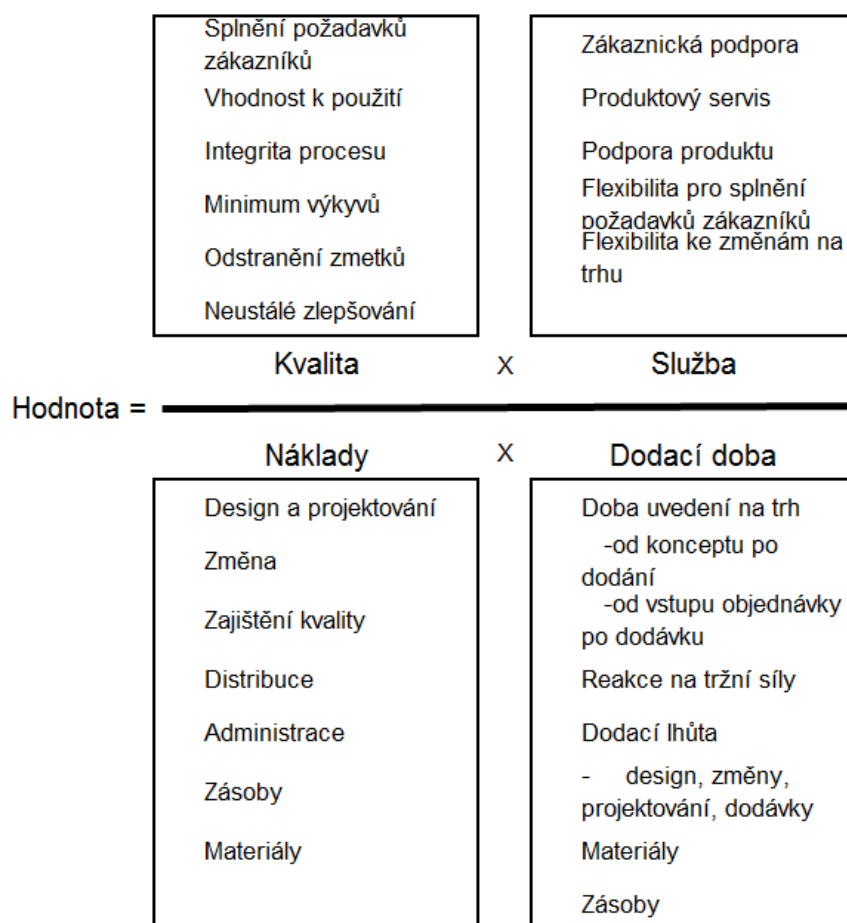 Splnění požadavků
zákazníků
Vhodnost k použití
Integrita procesu
Minimum výkyvů
Odstranění zmetků
Neustálé zlepšování
Zákaznická podpora
Produktový servis
Podpora produktu
Flexibilita pro splnění
požadavků zákazníků
Flexibilita ke změnám na
trhu
Kvalita x Služba
Hodnota =
Náklady x Dodací doba
Design a projektování
Změna
Zajištění kvality
Distribuce
Administrace
Zásoby
Materiály
Doba uvedení na trh
-od konceptu po
dodání
-od vstupu objednávky
po dodávku
Reakce na tržní síly
Dodací lhůta
- design, změny,
projektování, dodávky
Materiály
Zásoby